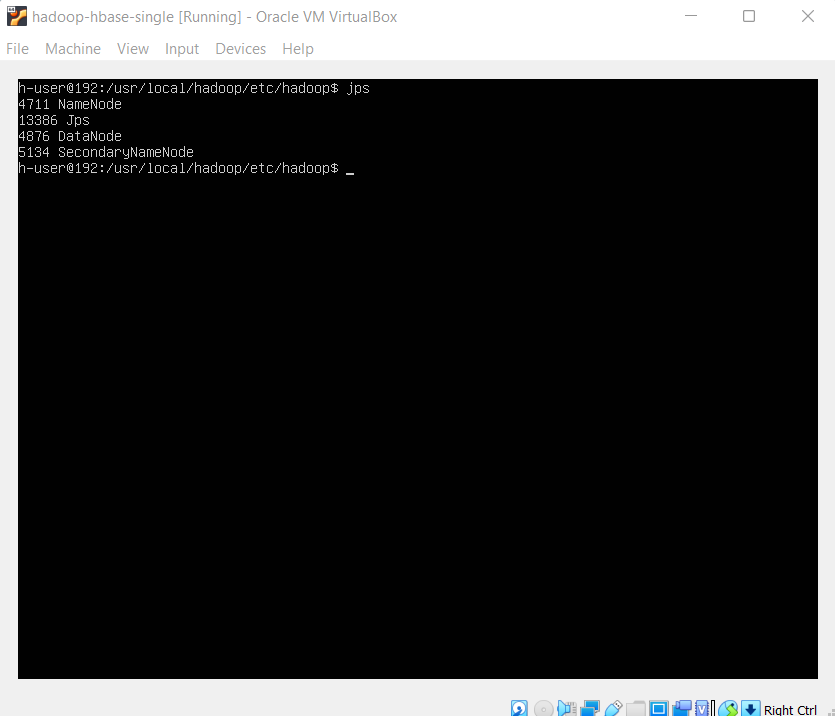 hadoop-hbase-single [Running] - Oracle VM VirtualBox
File Machine View Input Devices Help
h-user@192:/usr/local/hadoop/etc/hadoop$ jps
4711 NameNode
13386 Jps
4876 DataNode
5134 SecondaryNameNode
h-user@192:/usr/local/hadoop/etc/hadoop$ _
Right Ctrl